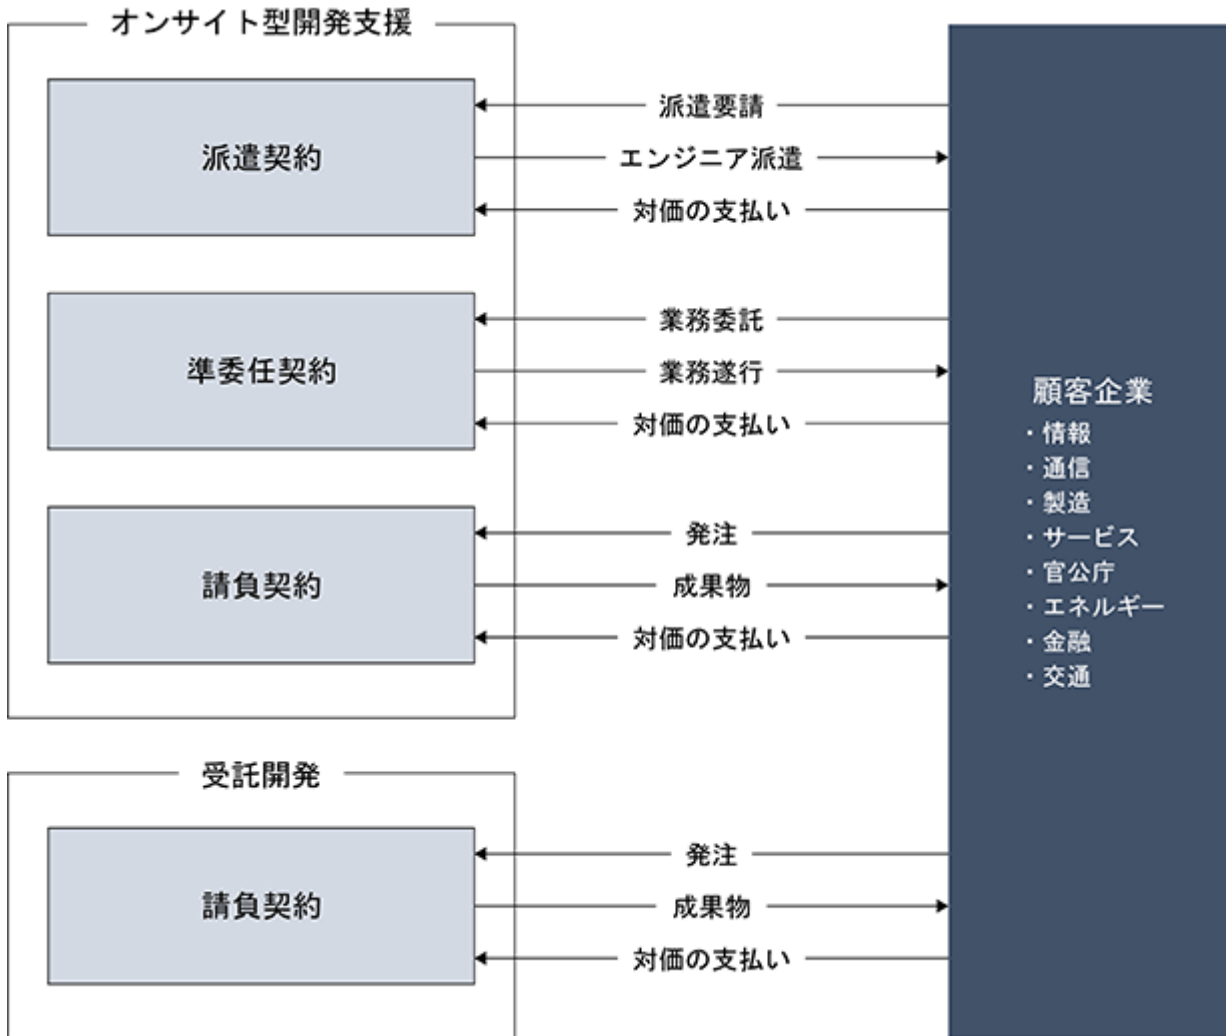 オンサイト型開発支援
派遣契約
派遣要請
エンジニア派遣
対価の支払い
準委任契約
業務委託
業務遂行
対価の支払い
請負契約
発注
成果物
対価の支払い
受託開発
請負契約
発注
成果物
対価の支払い
顧客企業
・情報
・通信
・製造
・サービス
・官公庁
・エネルギー
・金融
・交通